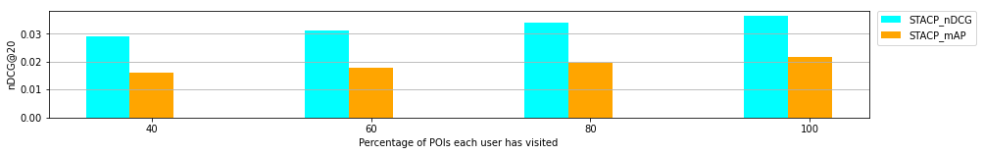 STACP_nDCG
STACP_mAP
nDCG@20
0.03
0.02
0.01
0.00
40 60 80 100
Percentage of POIs each user has visited